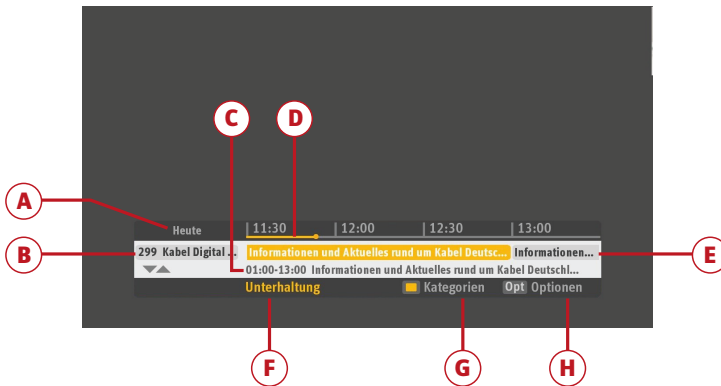 C
D
A
Heute
11:30
12:00
12:30
13:00
B
299 Kabel Digital ...
Informationen und Aktuelles rund um Kabel Deutsc...
Informationen...
E
01:00-13:00 Informationen und Aktuelles rund um Kabel Deutschl...
Unterhaltung
Kategorien
Opt Optionen
F
G
H